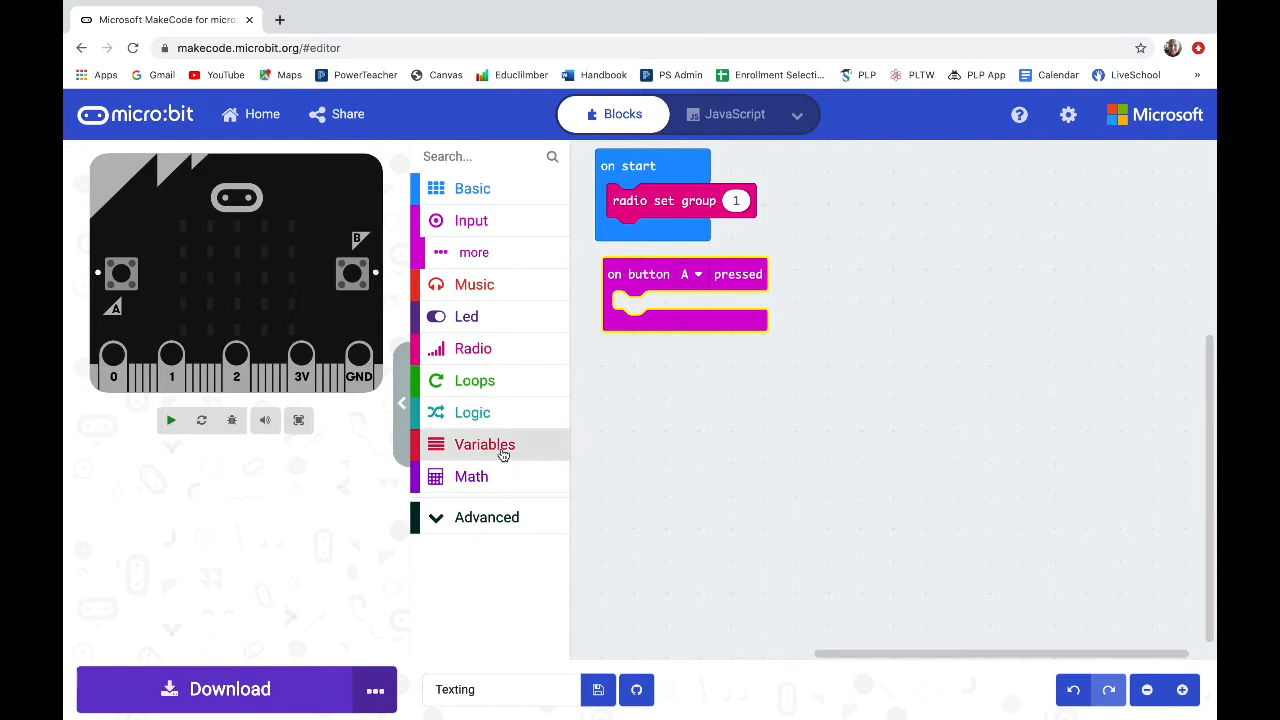 Microsoft MakeCode for micro
makecode.microbit.org/#editor
Apps Gmail YouTube Maps PowerTeacher Canvas EduclImber Handbook PS Admin Enrollment Selecti... PLP PLTW PLP App Calendar LiveSchool »
micro:bit Home Share Blocks JavaScript Microsoft
Search...
Basic
Input
more
Music
Led
Radio
Loops
Logic
Variables
Math
Advanced
on start
radio set group 1
on button A pressed
B
A
0 1 2 3V GND
Download ...
Texting